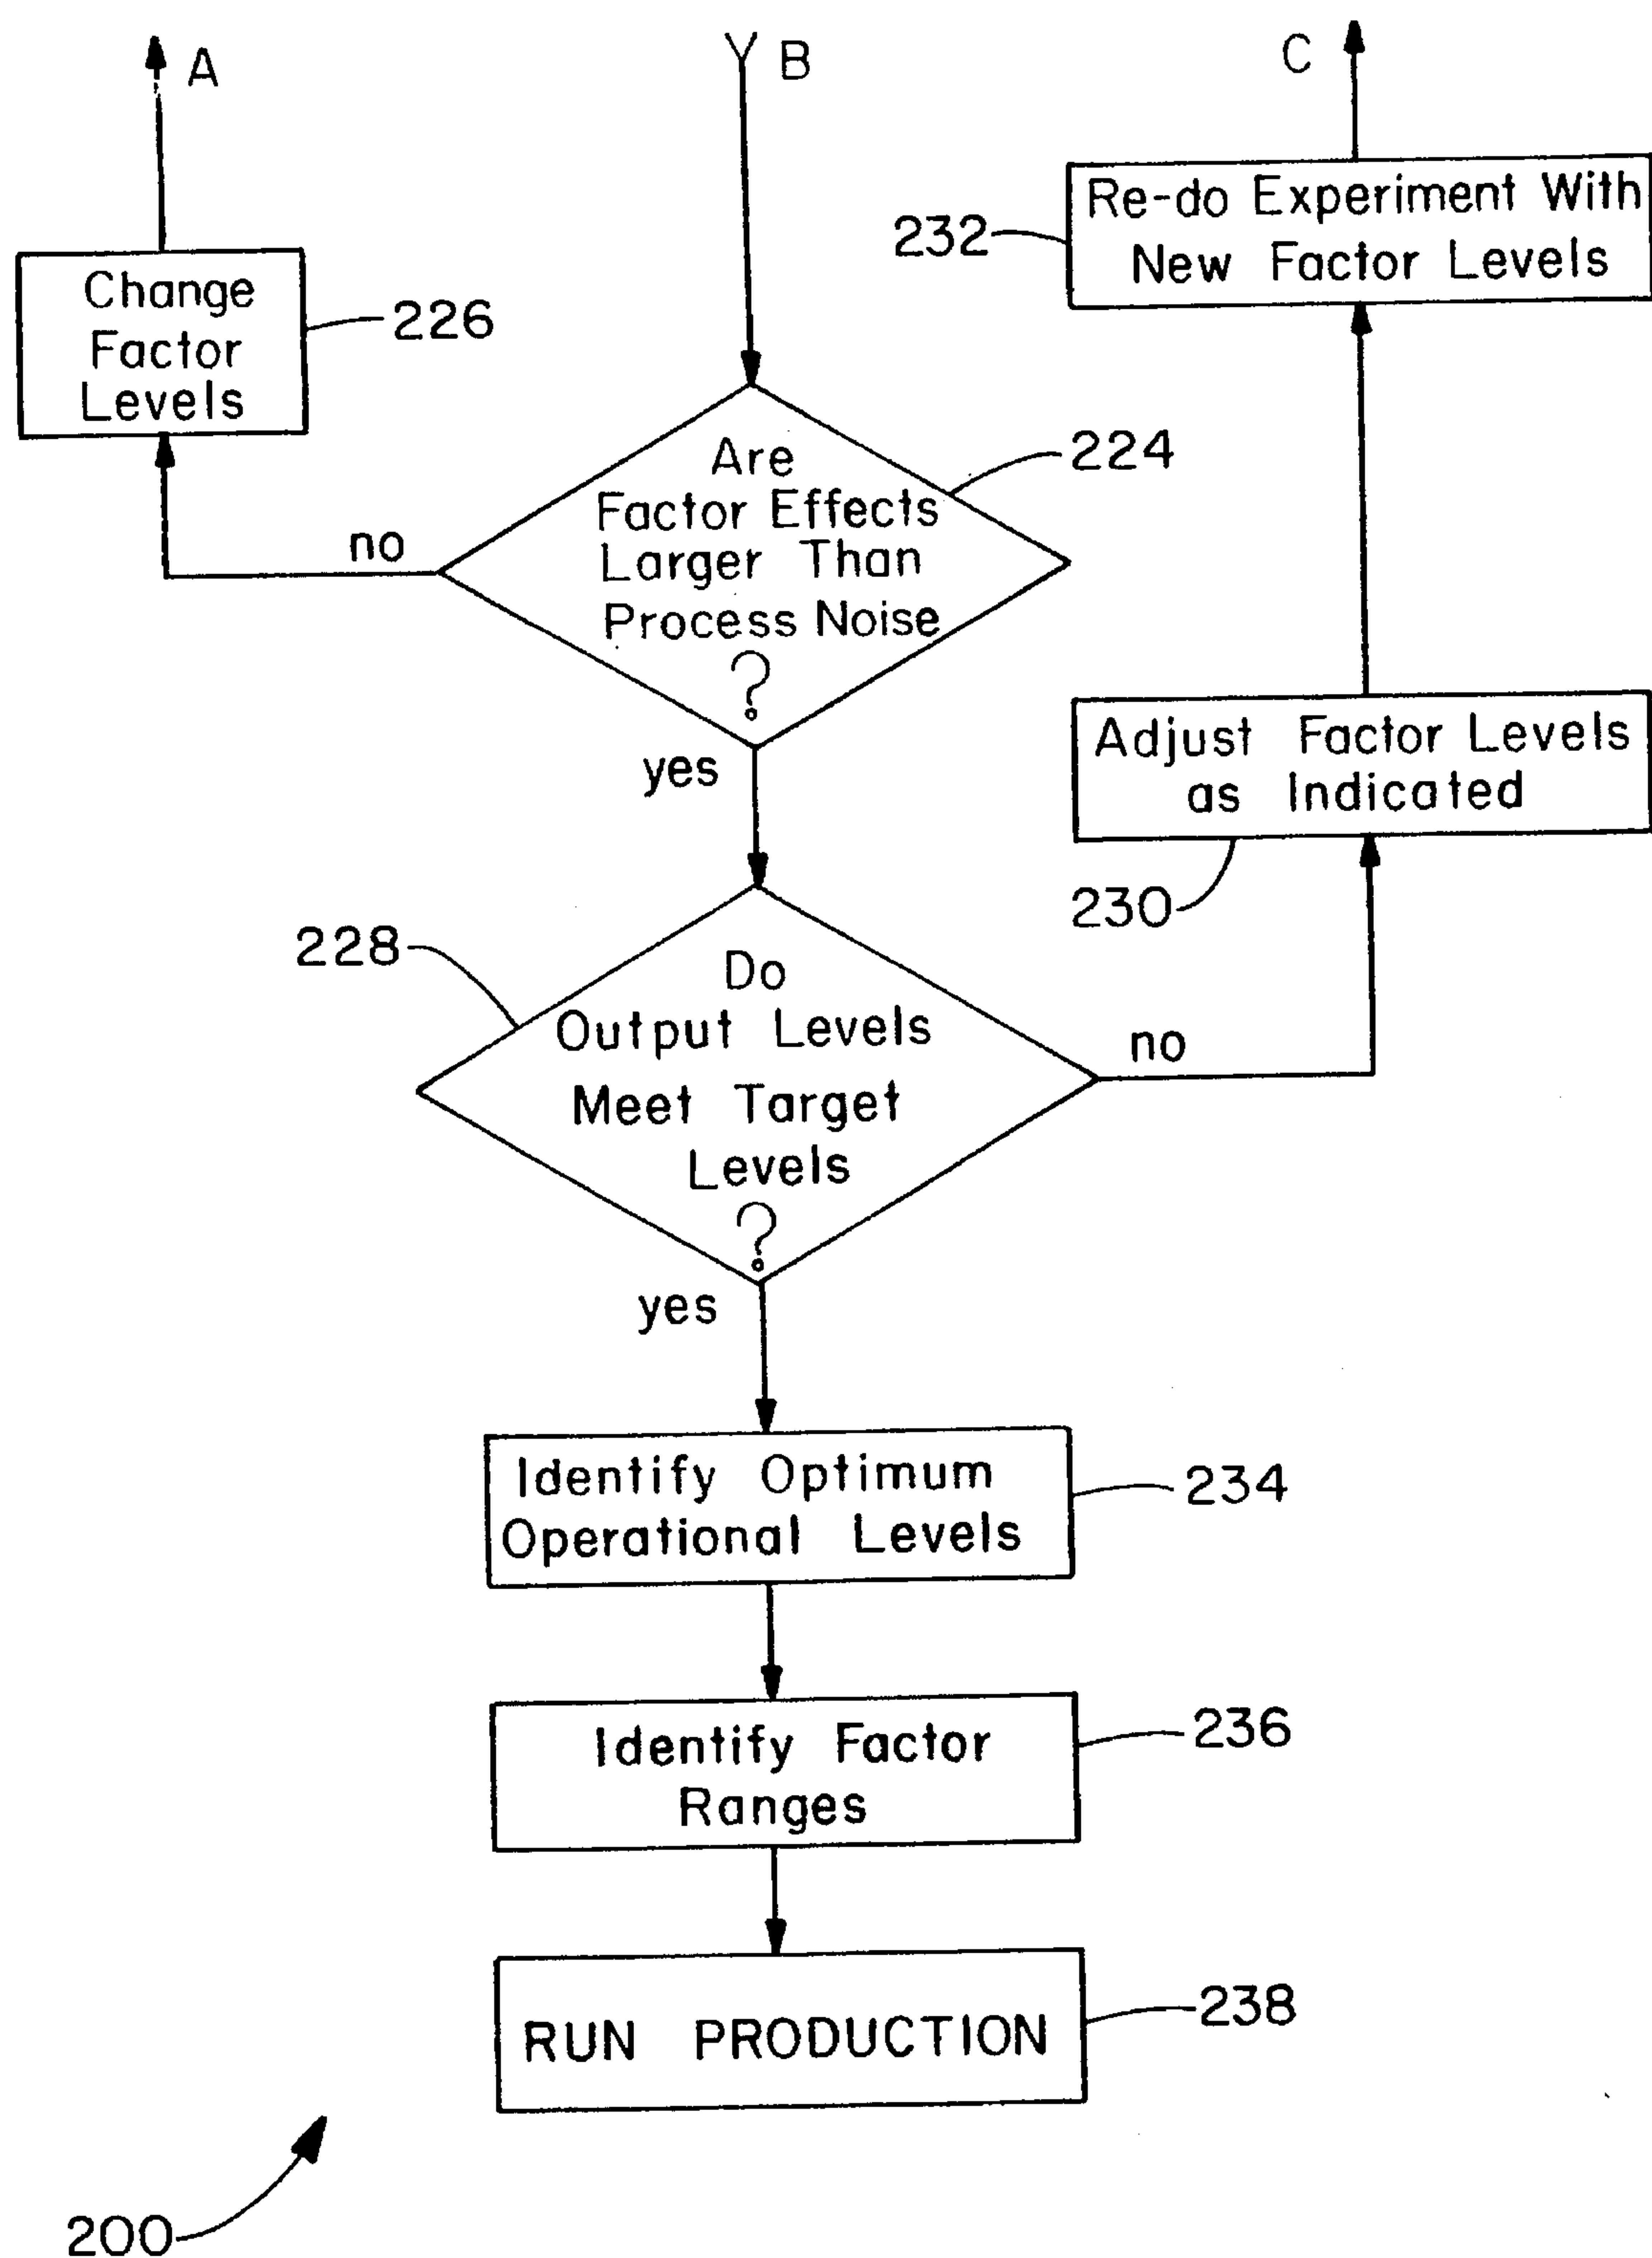 A
B
C
Re-do Experiment With
New Factor Levels
232
Change
Factor
Levels
226
Are
Factor Effects
Larger Than
Process Noise
?
224
no
yes
Adjust Factor Levels
as Indicated
230
228
Do
Output Levels
Meet Target
Levels
?
no
yes
Identify Optimum
Operational Levels
234
Identify Factor
Ranges
236
RUN PRODUCTION
238
200